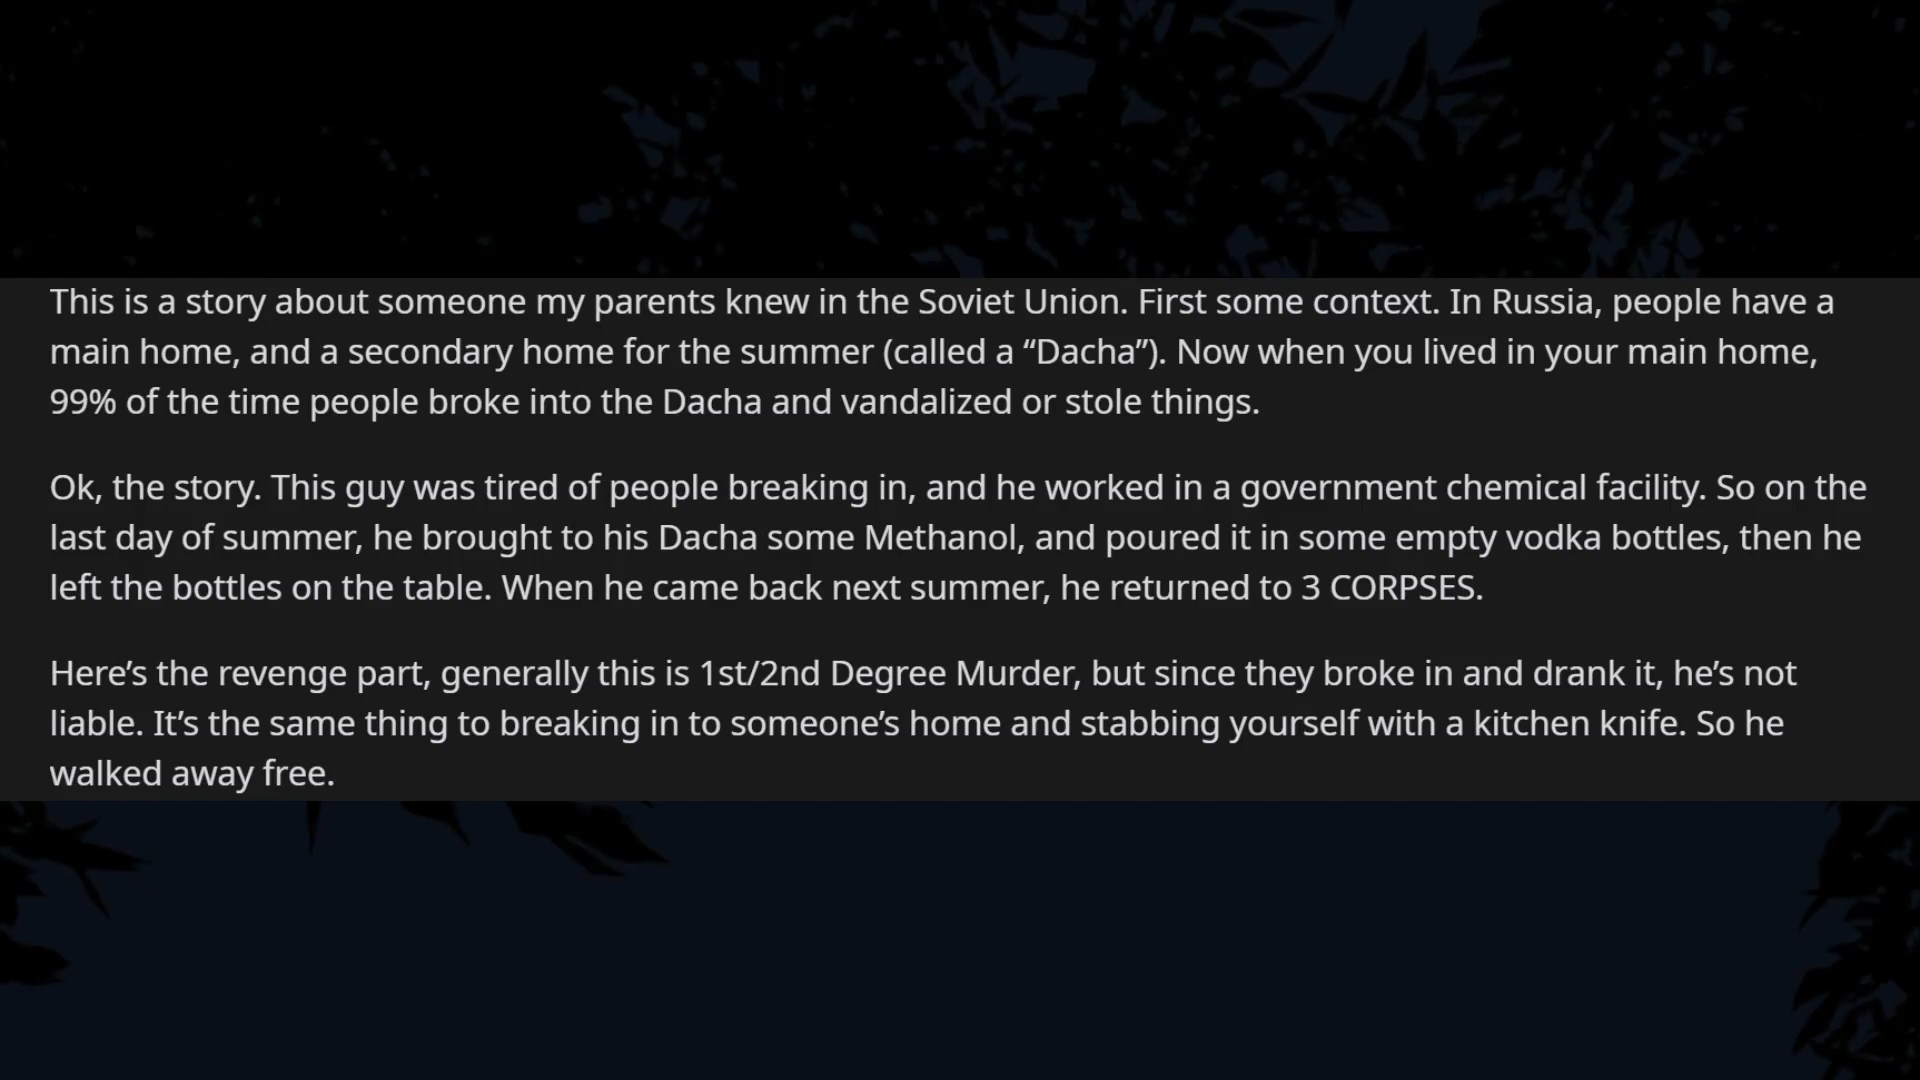 This is a story about someone my parents knew in the Soviet Union. First some context. In Russia, people have a
main home, and a secondary home for the summer (called a “Dacha”). Now when you lived in your main home,
99% of the time people broke into the Dacha and vandalized or stole things.
Ok, the story. This guy was tired of people breaking in, and he worked in a government chemical facility. So on the
last day of summer, he brought to his Dacha some Methanol, and poured it in some empty vodka bottles, then he
left the bottles on the table. When he came back next summer, he returned to 3 CORPSES.
Here’s the revenge part, generally this is 1st/2nd Degree Murder, but since they broke in and drank it, he’s not
liable. It’s the same thing to breaking in to someone’s home and stabbing yourself with a kitchen knife. So he
walked away free.